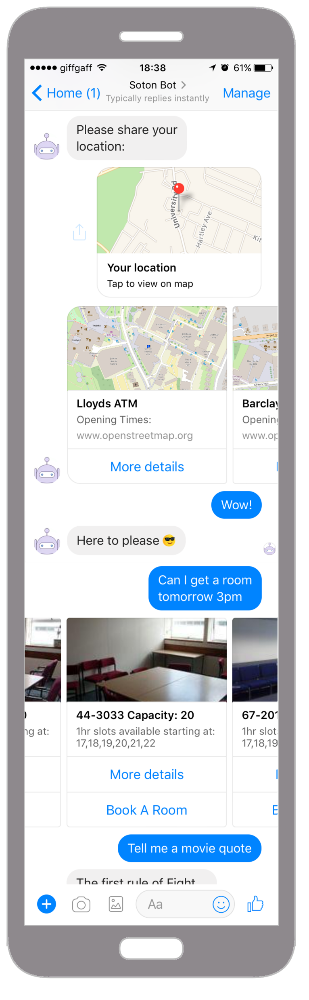 giffgaff 18:38 61%
Home (1) Soton Bot Manage
Typically replies instantly
Please share your
location:
University Rd
Hartley Ave
Kit
Your location
Tap to view on map
Lloyds ATM Barclay
Opening Times: Opening
www.openstreetmap.org www.op
More details
Wow!
Here to please 😎
Can I get a room
tomorrow 3pm
44-3033 Capacity: 20 67-201
ng at: 1hr slots available starting at: 1hr slot
17,18,19,20,21,22 17,18,19
More details
Book A Room
Tell me a movie quote
The first rule of Fight
Aa